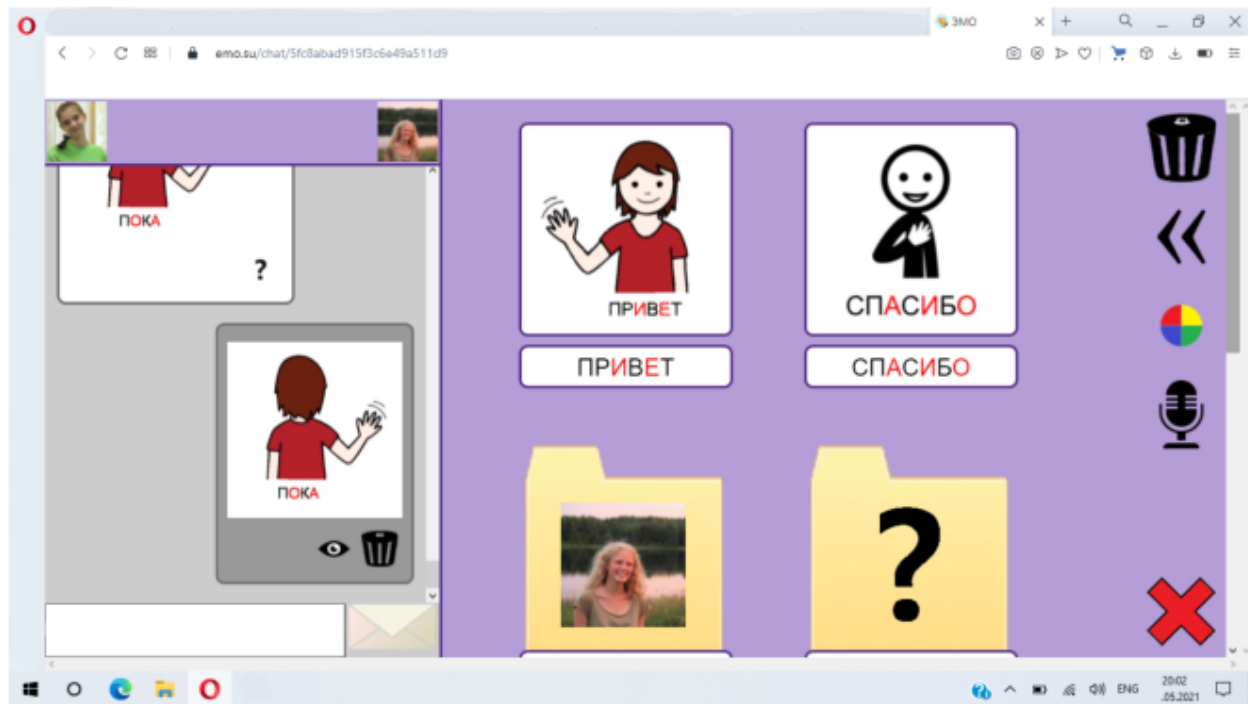 ЭМО
emo.su/chat/5fc8abad915f3c6e49a511d9
ПОКА
?
ПОКА
ПРИВЕТ
ПРИВЕТ
СПАСИБО
СПАСИБО
?
ENG
20:02
.05.2021